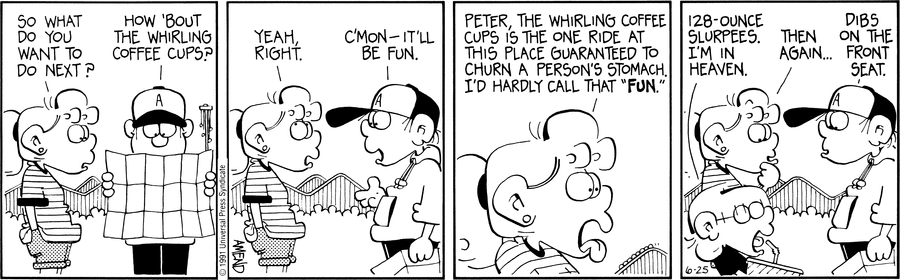 SO WHAT
DO YOU
WANT TO
DO NEXT?
HOW 'BOUT
THE WHIRLING
COFFEE CUPS?
A
YEAH,
RIGHT.
C'MON—IT'LL
BE FUN.
A
© 1991 Universal Press Syndicate
AMEND
PETER, THE WHIRLING COFFEE
CUPS IS THE ONE RIDE AT
THIS PLACE GUARANTEED TO
CHURN A PERSON'S STOMACH.
I'D HARDLY CALL THAT "FUN."
128-OUNCE
SLURPEES.
I'M IN
HEAVEN.
THEN
AGAIN...
DIBS
ON THE
FRONT
SEAT.
A
6-25